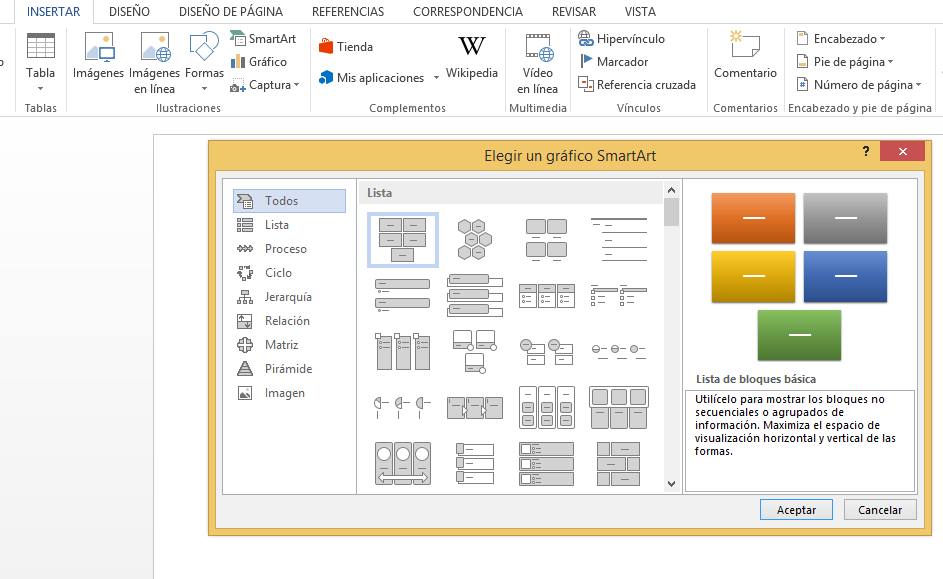 INSERTAR DISEÑO DISEÑO DE PÁGINA REFERENCIAS CORRESPONDENCIA REVISAR VISTA
Tabla
Tablas
Imágenes
Imágenes
en línea
Formas
SmartArt
Gráfico
Captura
Ilustraciones
Tienda
Mis aplicaciones
W
Wikipedia
Complementos
Vídeo
en línea
Multimedia
Hipervínculo
Marcador
Referencia cruzada
Vínculos
Comentario
Comentarios
Encabezado
Pie de página
Número de página
Encabezado y pie de página
Elegir un gráfico SmartArt
Todos
Lista
Proceso
Ciclo
Jerarquía
Relación
Matriz
Pirámide
Imagen
Lista
Lista de bloques básica
Utilícelo para mostrar los bloques no
secuenciales o agrupados de
información. Maximiza el espacio de
visualización horizontal y vertical de las
formas.
Aceptar Cancelar